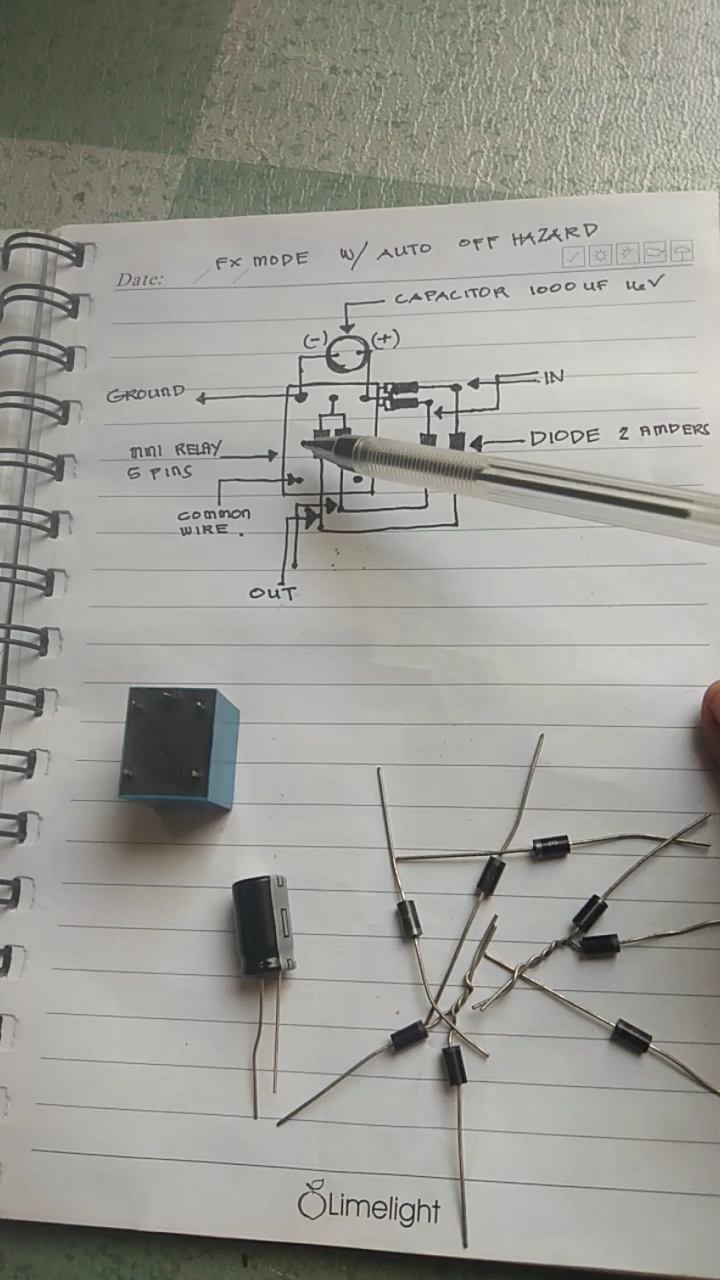 FX MODE W/ AUTO OFF HAZARD
Date:
CAPACITOR 1000 UF 16V
(-) (+)
GROUND
IN
DIODE 2 AMPERS
MINI RELAY
5 PINS
COMMON
WIRE.
OUT
Limelight